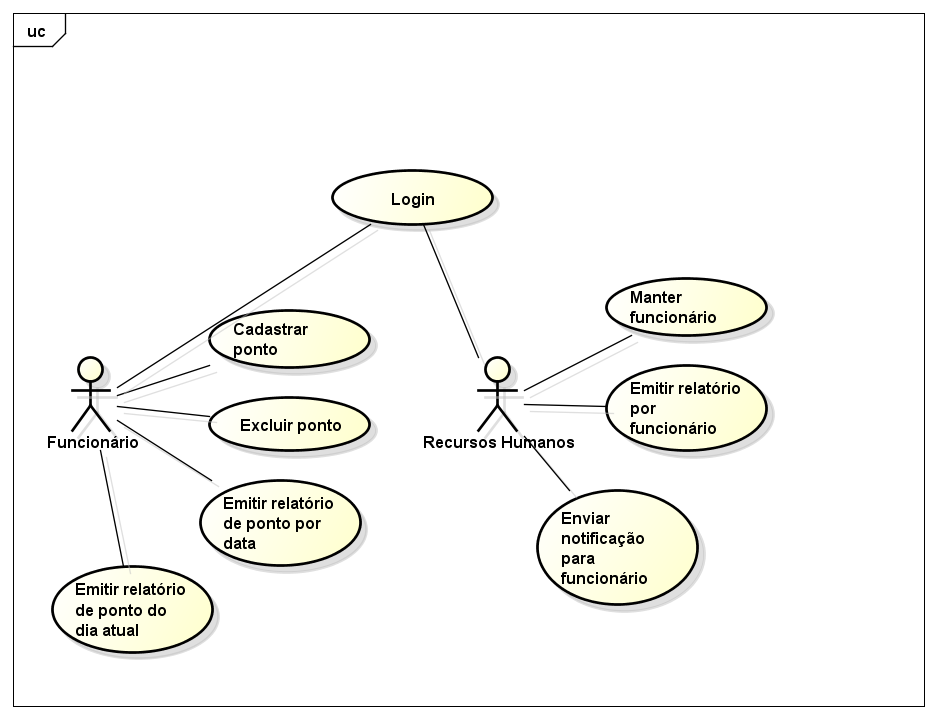 uc
Login
Cadastrar
ponto
Manter
funcionário
Emitir relatório
por
funcionário
Excluir ponto
Funcionário
Recursos Humanos
Emitir relatório
de ponto por
data
Enviar
notificação
para
funcionário
Emitir relatório
de ponto do
dia atual